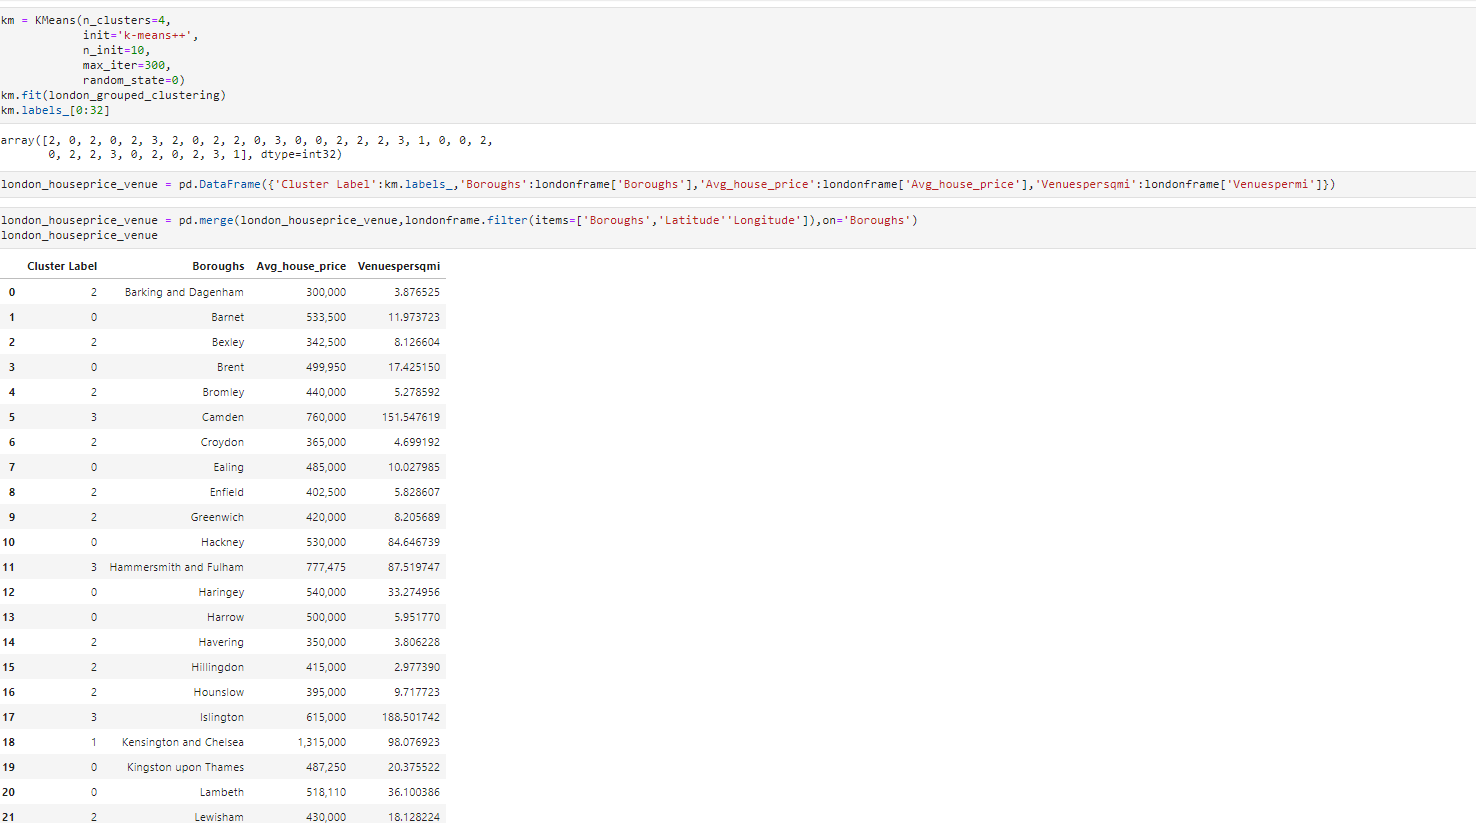 km = KMeans(n_clusters=4,
init='k-means++',
n_init=10,
max_iter=300,
random_state=0)
km.fit(london_grouped_clustering)
km.labels_[0:32]
array([2, 0, 2, 0, 2, 3, 2, 0, 2, 2, 0, 3, 0, 0, 2, 2, 2, 3, 1, 0, 0, 2,
0, 2, 2, 3, 0, 2, 0, 2, 3, 1], dtype=int32)
london_houseprice_venue = pd.DataFrame({'Cluster Label':km.labels_,'Boroughs':londonframe['Boroughs'],'Avg_house_price':londonframe['Avg_house_price'],'Venuespersqmi':londonframe['Venuespermi']})
london_houseprice_venue = pd.merge(london_houseprice_venue,londonframe.filter(items=['Boroughs','Latitude''Longitude']),on='Boroughs')
london_houseprice_venue
Cluster Label Boroughs Avg_house_price Venuespersqmi
0 2 Barking and Dagenham 300,000 3.876525
1 0 Barnet 533,500 11.973723
2 2 Bexley 342,500 8.126604
3 0 Brent 499,950 17.425150
4 2 Bromley 440,000 5.278592
5 3 Camden 760,000 151.547619
6 2 Croydon 365,000 4.699192
7 0 Ealing 485,000 10.027985
8 2 Enfield 402,500 5.828607
9 2 Greenwich 420,000 8.205689
10 0 Hackney 530,000 84.646739
11 3 Hammersmith and Fulham 777,475 87.519747
12 0 Haringey 540,000 33.274956
13 0 Harrow 500,000 5.951770
14 2 Havering 350,000 3.806228
15 2 Hillingdon 415,000 2.977390
16 2 Hounslow 395,000 9.717723
17 3 Islington 615,000 188.501742
18 1 Kensington and Chelsea 1,315,000 98.076923
19 0 Kingston upon Thames 487,250 20.375522
20 0 Lambeth 518,110 36.100386
21 2 Lewisham 430,000 18.128224